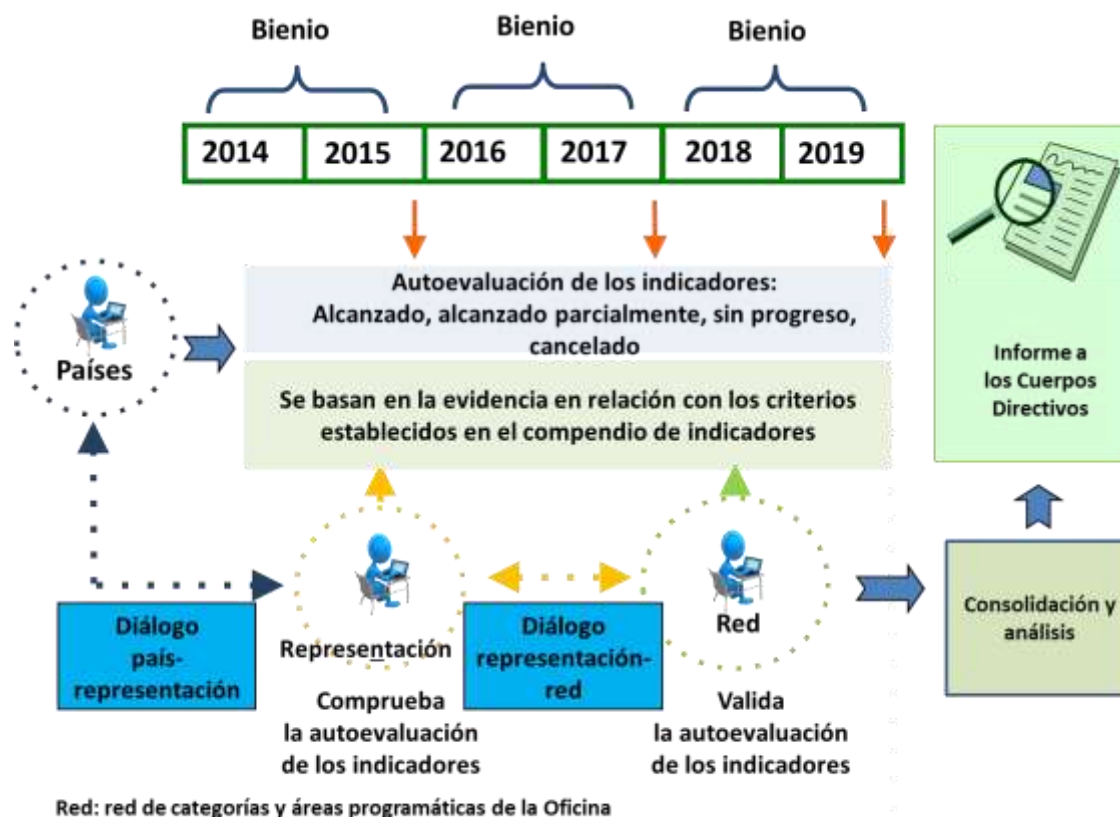 Bienio
Bienio
Bienio
2014
2015
2016
2017
2018
2019
Autoevaluación de los indicadores:
Alcanzado, alcanzado parcialmente, sin progreso,
cancelado
Países
Se basan en la evidencia en relación con los criterios
establecidos en el compendio de indicadores
Informe a
los Cuerpos
Directivos
Diálogo
país-
representación
Representación
Comprueba
la autoevaluación
de los indicadores
Diálogo
representación-
red
Red
Valida
la autoevaluación
de los indicadores
Consolidación y
análisis
Red: red de categorías y áreas programáticas de la Oficina